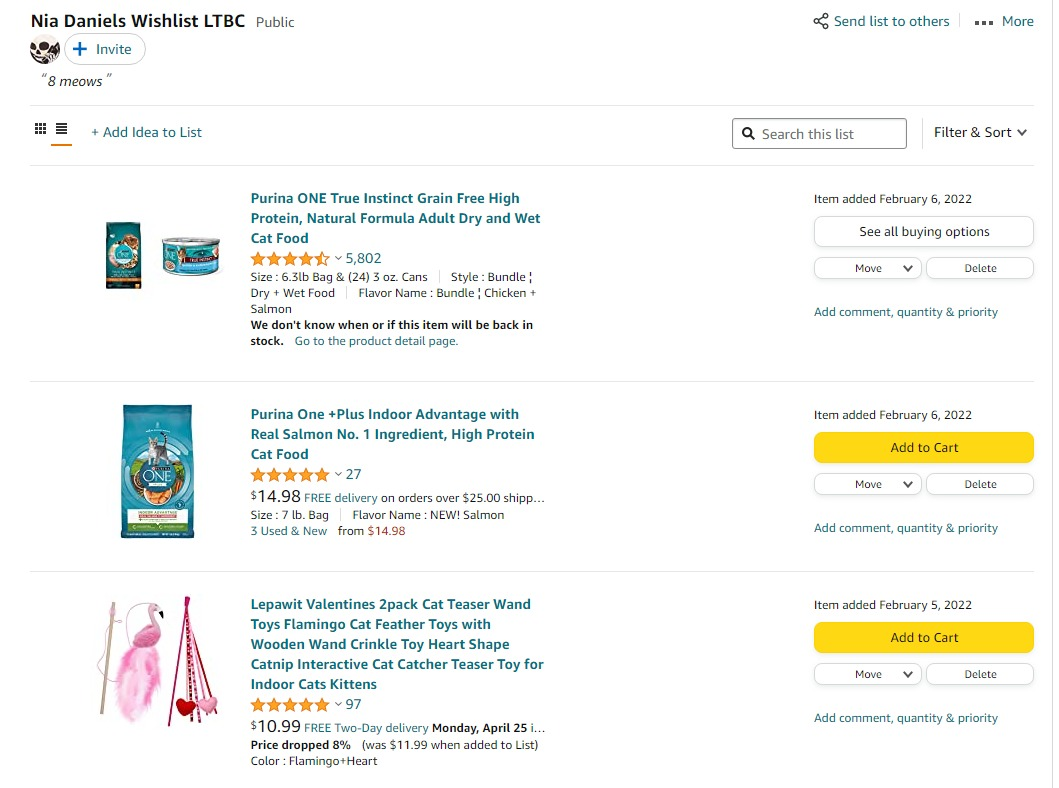 Nia Daniels Wishlist LTBC Public
Send list to others
More
Invite
"8 meows"
+ Add Idea to List
Search this list
Filter & Sort
Purina ONE True Instinct Grain Free High
Protein, Natural Formula Adult Dry and Wet
Cat Food
5,802
Size : 6.3lb Bag & (24) 3 oz. Cans Style : Bundle ¦
Dry + Wet Food Flavor Name : Bundle ¦ Chicken +
Salmon
We don't know when or if this item will be back in
stock. Go to the product detail page.
Item added February 6, 2022
See all buying options
Move
Delete
Add comment, quantity & priority
ONE
Purina One +Plus Indoor Advantage with
Real Salmon No. 1 Ingredient, High Protein
Cat Food
27
$14.98 FREE delivery on orders over $25.00 shipp...
Size : 7 lb. Bag Flavor Name : NEW! Salmon
3 Used & New from $14.98
Item added February 6, 2022
Add to Cart
Move
Delete
Add comment, quantity & priority
Lepawit Valentines 2pack Cat Teaser Wand
Toys Flamingo Cat Feather Toys with
Wooden Wand Crinkle Toy Heart Shape
Catnip Interactive Cat Catcher Teaser Toy for
Indoor Cats Kittens
97
$10.99 FREE Two-Day delivery Monday, April 25 i...
Price dropped 8% (was $11.99 when added to List)
Color : Flamingo+Heart
Item added February 5, 2022
Add to Cart
Move
Delete
Add comment, quantity & priority